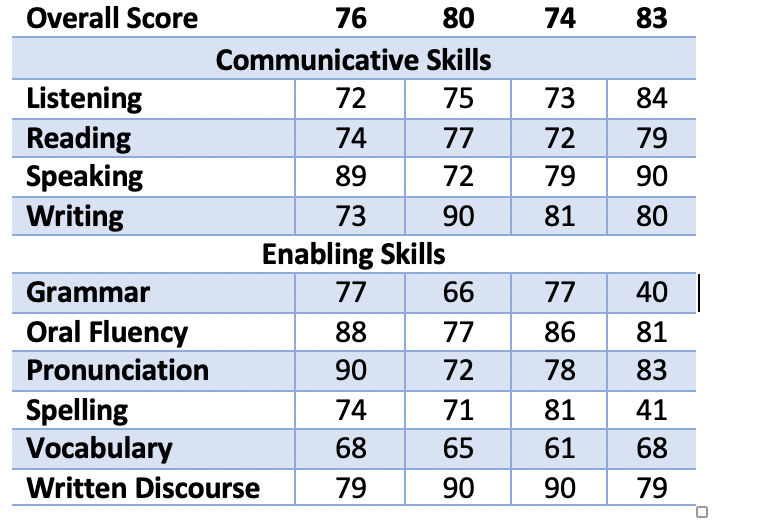 Overall Score 76 80 74 83
Communicative Skills
Listening 72 75 73 84
Reading 74 77 72 79
Speaking 89 72 79 90
Writing 73 90 81 80
Enabling Skills
Grammar 77 66 77 40
Oral Fluency 88 77 86 81
Pronunciation 90 72 78 83
Spelling 74 71 81 41
Vocabulary 68 65 61 68
Written Discourse 79 90 90 79